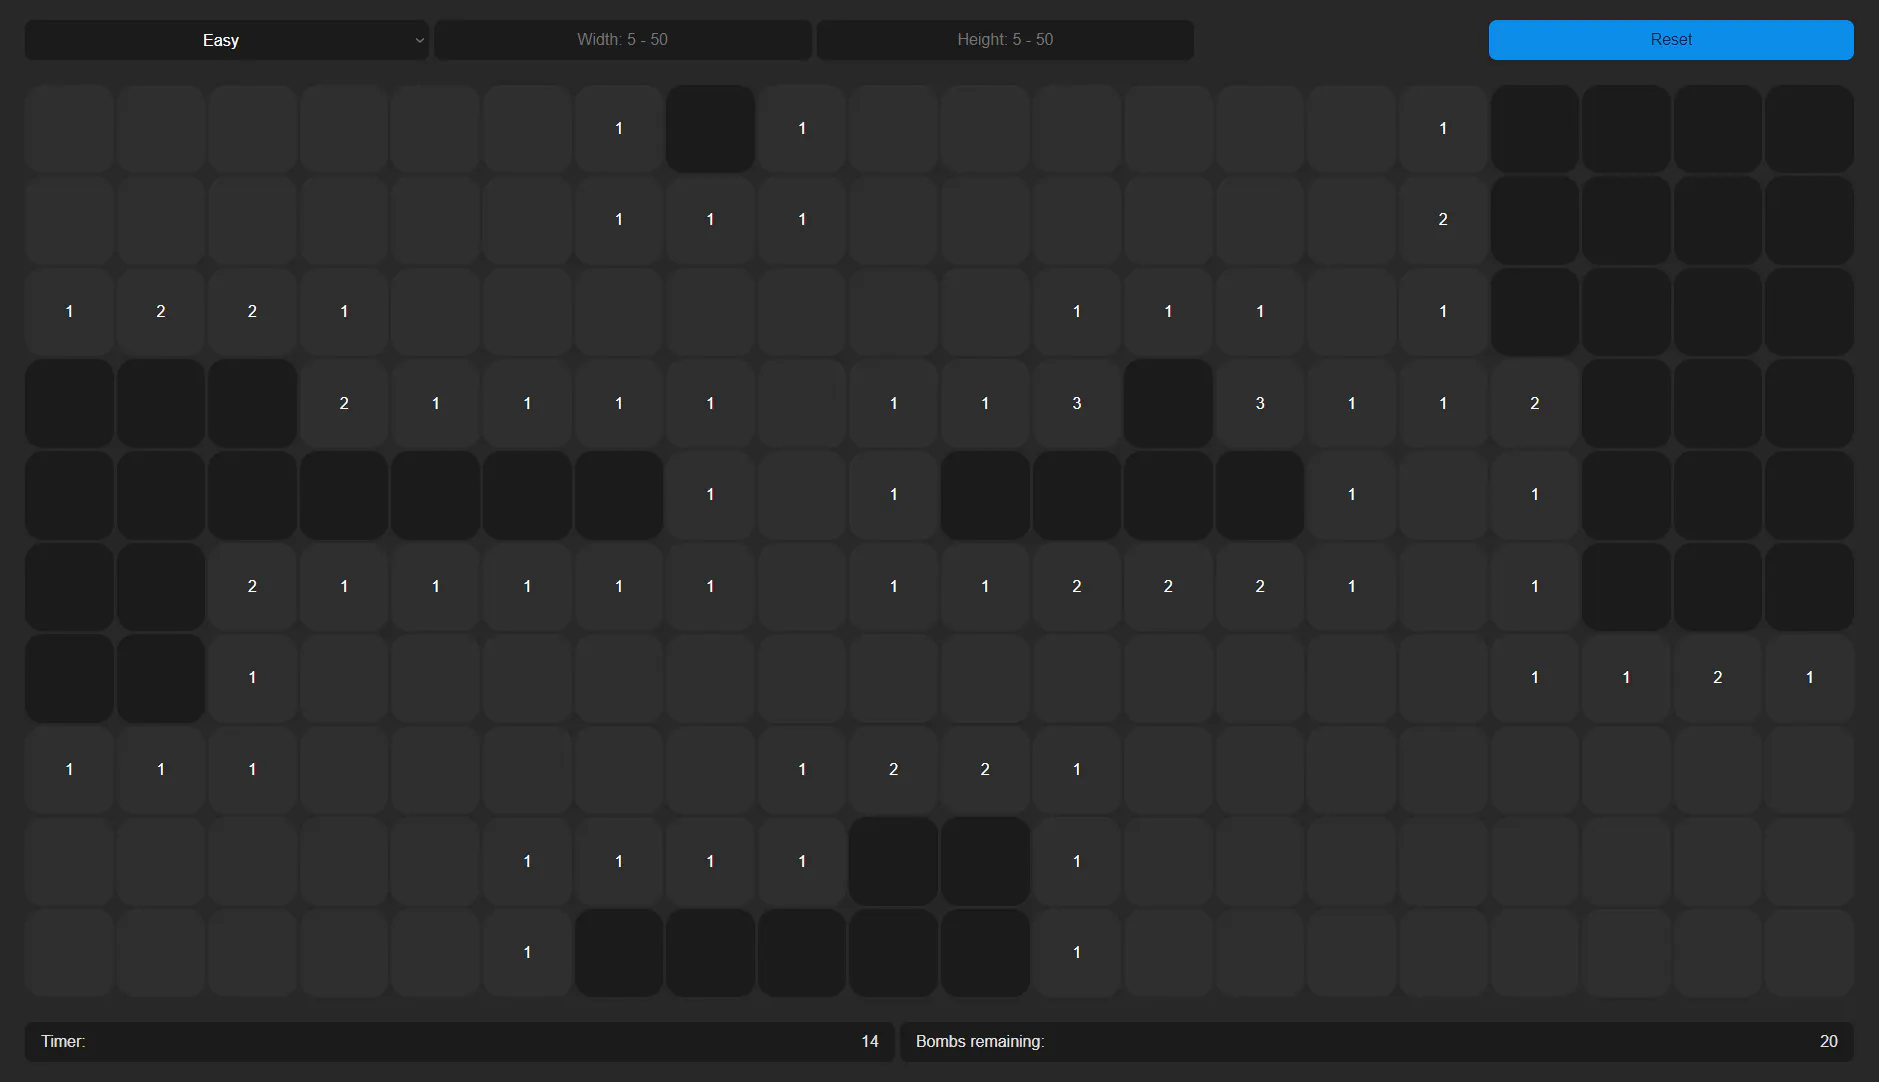 Easy Width: 5 - 50 Height: 5 - 50 Reset
1 1 1
1 1 1 2
1 2 2 1 1 1 1 1
2 1 1 1 1 1 1 3 3 1 1 2
1 1 1 1
2 1 1 1 1 1 1 1 2 2 2 1 1
1 1 1 2 1
1 1 1 1 2 2 1
1 1 1 1 1
1 1
Timer: 14 Bombs remaining: 20